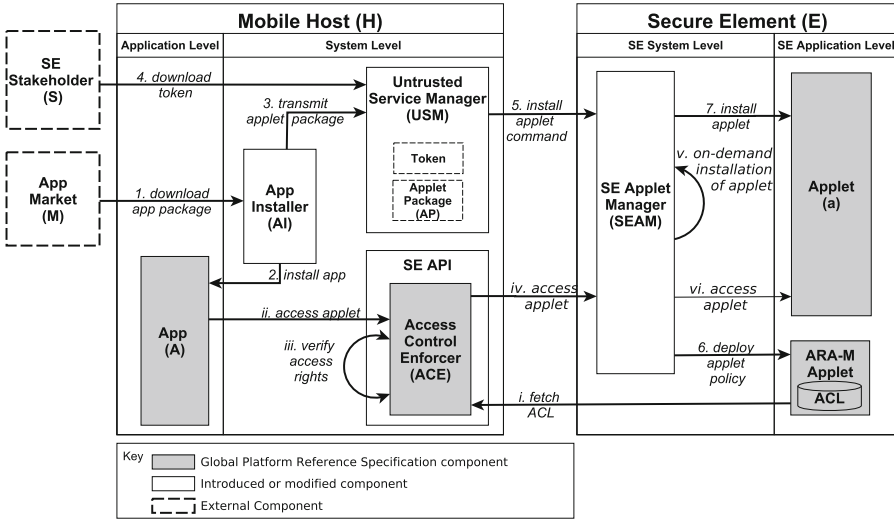 Mobile Host (H)
Secure Element (E)
Application Level
System Level
SE System Level
SE Application Level
SE
Stakeholder
(S)
4. download
token
3. transmit
applet package
Untrusted
Service Manager
(USM)
Token
Applet
Package
(AP)
5. install
applet
command
7. install
applet
v. on-demand
installation
of applet
App
Market
(M)
1. download
app package
App
Installer
(AI)
SE Applet
Manager
(SEAM)
Applet
(a)
2. install app
SE API
App
(A)
ii. access applet
iii. verify
access
rights
Access
Control
Enforcer
(ACE)
iv. access
applet
vi. access
applet
6. deploy
applet
policy
ARA-M
Applet
ACL
i. fetch
ACL
Key
Global Platform Reference Specification component
Introduced or modified component
External Component